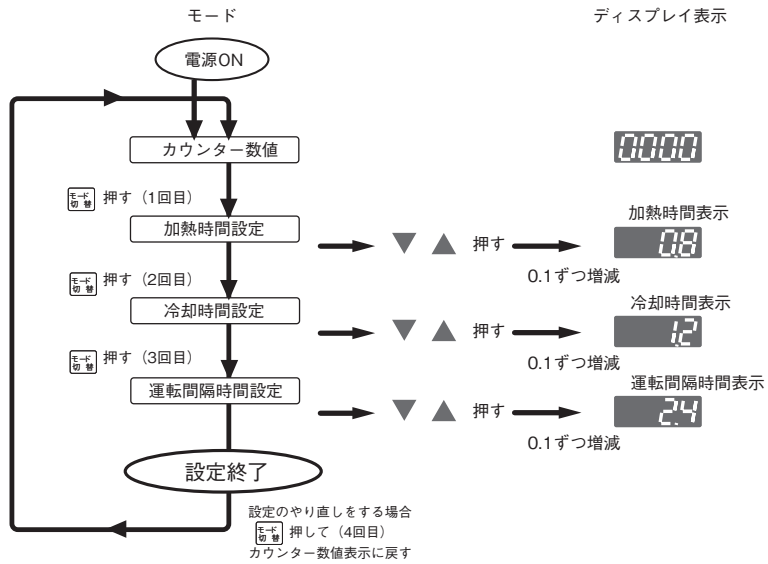 モード
ディスプレイ表示
電源ON
カウンター数値
0000
モード
切替
押す（1回目）
加熱時間設定
押す
0.1ずつ増減
加熱時間表示
0.8
モード
切替
押す（2回目）
冷却時間設定
押す
0.1ずつ増減
冷却時間表示
1.2
モード
切替
押す（3回目）
運転間隔時間設定
押す
0.1ずつ増減
運転間隔時間表示
2.4
設定終了
設定のやり直しをする場合
モード
切替
押して（4回目）
カウンター数値表示に戻す